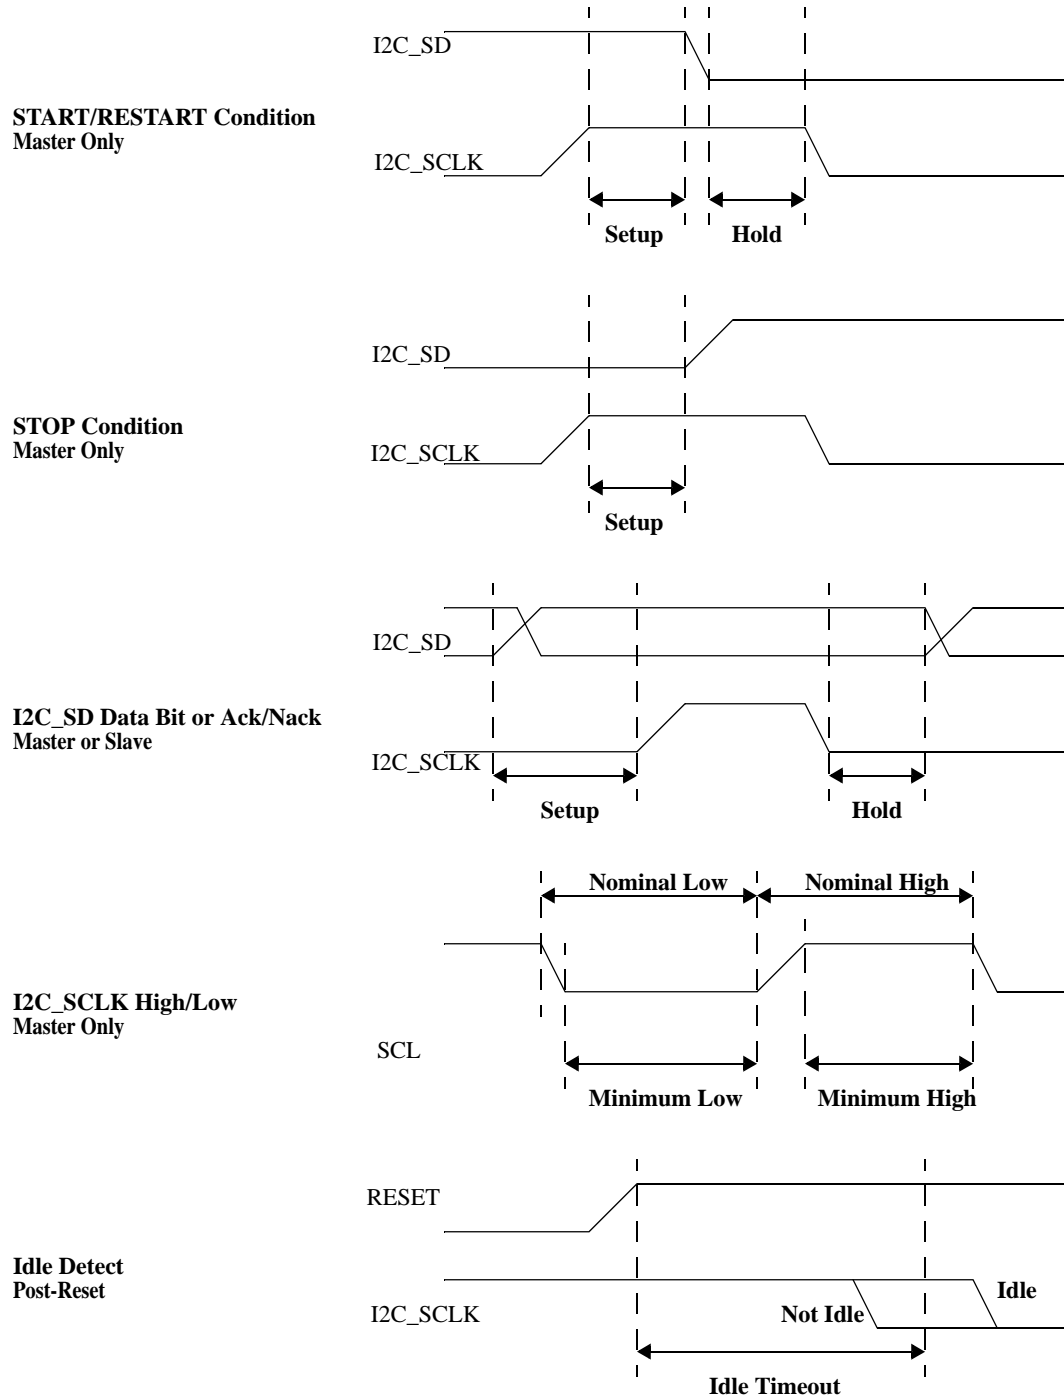 I2C_SD
START/RESTART Condition
Master Only
I2C_SCLK
Setup
Hold
I2C_SD
STOP Condition
Master Only
I2C_SCLK
Setup
I2C_SD
I2C_SD Data Bit or Ack/Nack
Master or Slave
I2C_SCLK
Setup
Hold
Nominal Low
Nominal High
I2C_SCLK High/Low
Master Only
SCL
Minimum Low
Minimum High
RESET
Idle Detect
Post-Reset
I2C_SCLK
Not Idle
Idle
Idle Timeout